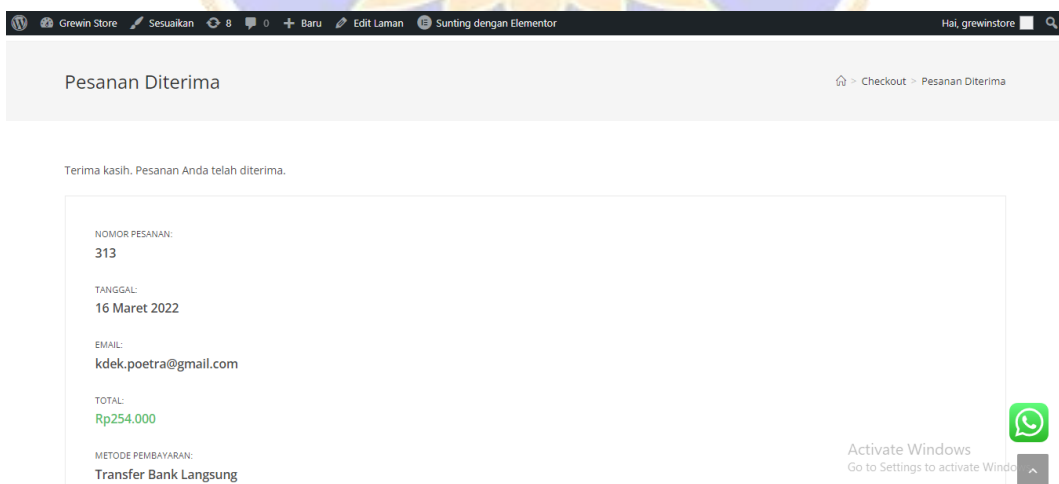 Grewin Store Sesuaikan 8 0 Baru Edit Laman Sunting dengan Elementor Hai, grewinstore
Pesanan Diterima
> Checkout > Pesanan Diterima
Terima kasih. Pesanan Anda telah diterima.
NOMOR PESANAN:
313
TANGGAL:
16 Maret 2022
EMAIL:
kdek.poetra@gmail.com
TOTAL:
Rp254.000
METODE PEMBAYARAN:
Transfer Bank Langsung
Activate Windows
Go to Settings to activate Windo